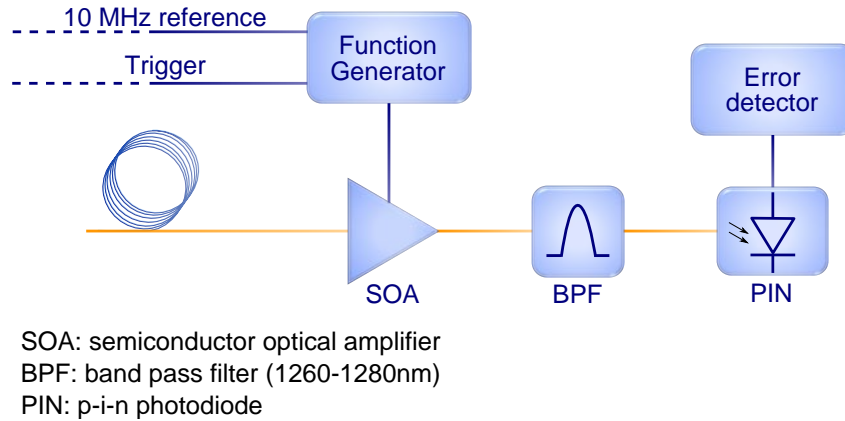 10 MHz reference
Trigger
Function
Generator
Error
detector
SOA
BPF
PIN
SOA: semiconductor optical amplifier
BPF: band pass filter (1260-1280nm)
PIN: p-i-n photodiode